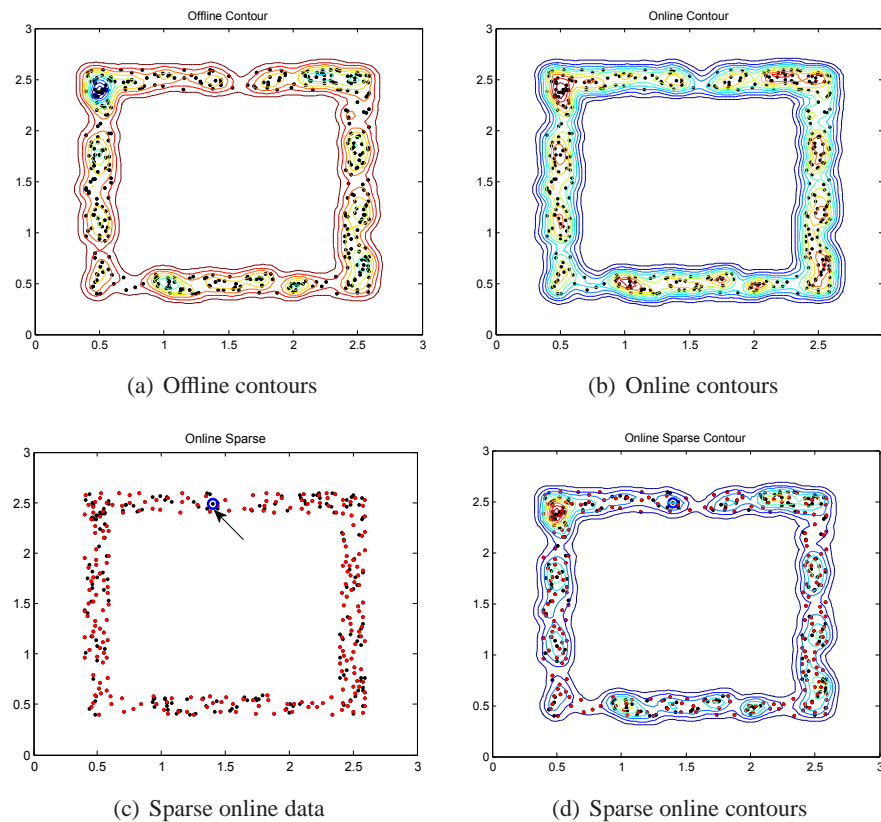 Offline Contour
3
2.5
2
1.5
1
0.5
0
0 0.5 1 1.5 2 2.5 3
(a) Offline contours
Online Contour
3
2.5
2
1.5
1
0.5
0
0 0.5 1 1.5 2 2.5 3
(b) Online contours
Online Sparse
3
2.5
2
1.5
1
0.5
0
0 0.5 1 1.5 2 2.5 3
(c) Sparse online data
Online Sparse Contour
3
2.5
2
1.5
1
0.5
0
0 0.5 1 1.5 2 2.5 3
(d) Sparse online contours